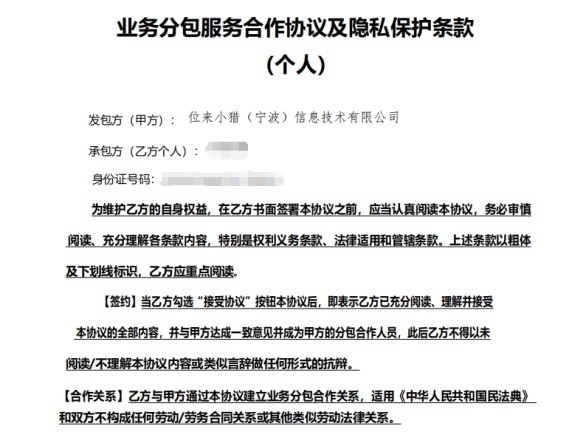 业务分包服务合作协议及隐私保护条款
（个人）
发包方（甲方）： 位来小猎（宁波）信息技术有限公司
承包方（乙方个人）：
身份证号码：
为维护乙方的自身权益，在乙方书面签署本协议之前，应当认真阅读本协议，务必审慎
阅读、充分理解各条款内容，特别是权利义务条款、法律适用和管辖条款。上述条款以粗体
及下划线标识，乙方应重点阅读。
【签约】当乙方勾选“接受协议”按钮本协议后，即表示乙方已充分阅读、理解并接受
本协议的全部内容，并与甲方达成一致意见并成为甲方的分包合作人员，此后乙方不得以未
阅读/不理解本协议内容或类似言辞做任何形式的抗辩。
【合作关系】乙方与甲方通过本协议建立业务分包合作关系，适用《中华人民共和国民法典》
和双方不构成任何劳动/劳务合同关系或其他类似劳动法律关系。